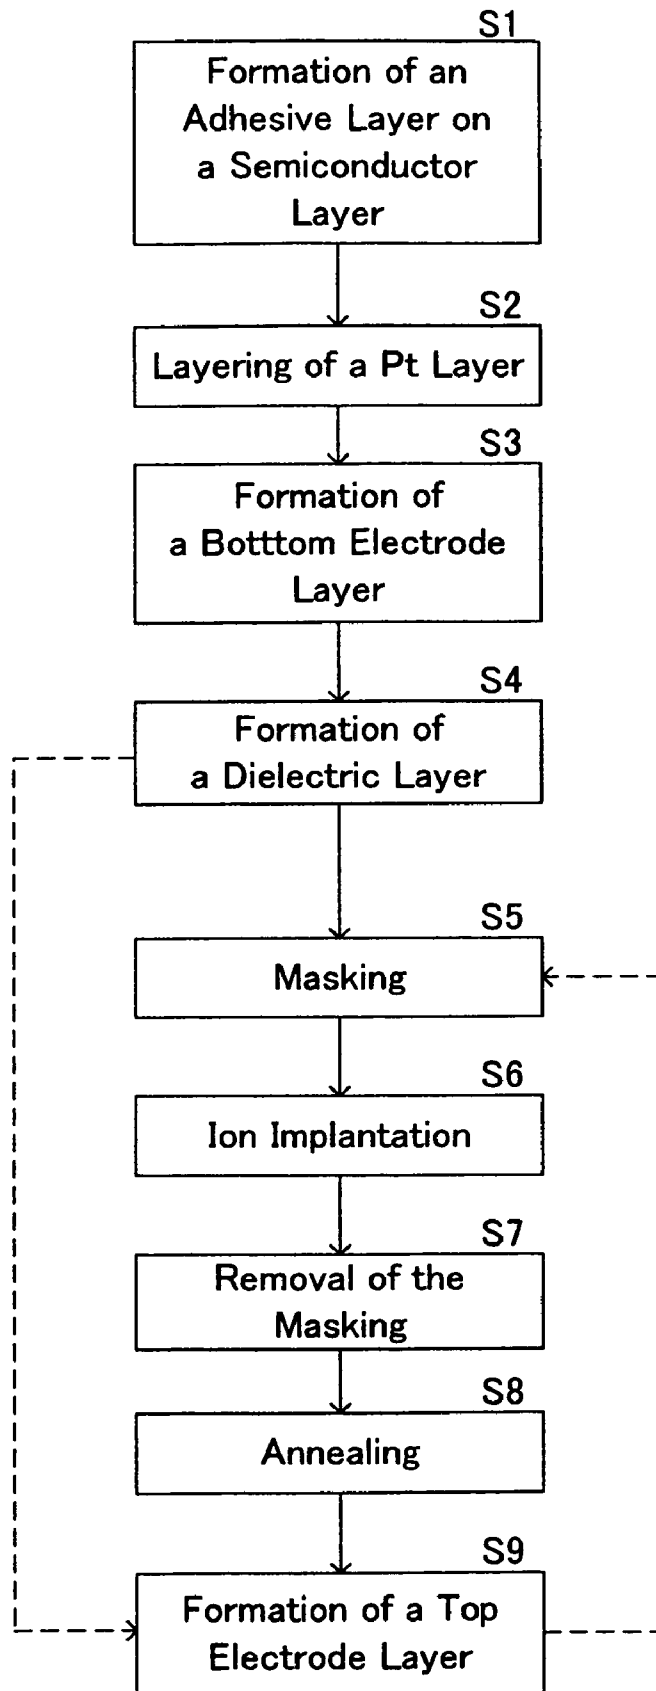 S1
Formation of an
Adhesive Layer on
a Semiconductor
Layer
S2
Layering of a Pt Layer
S3
Formation of
a Botttom Electrode
Layer
S4
Formation of
a Dielectric Layer
S5
Masking
S6
Ion Implantation
S7
Removal of the
Masking
S8
Annealing
S9
Formation of a Top
Electrode Layer